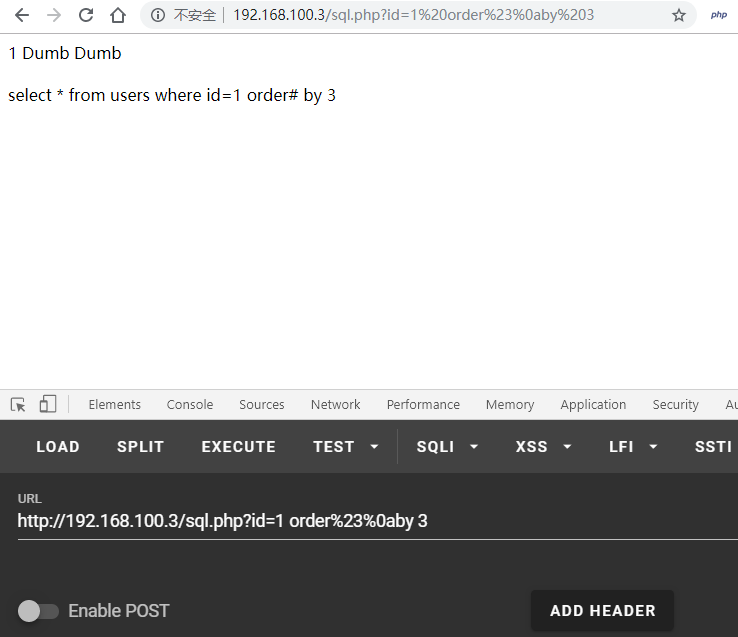 不安全 192.168.100.3/sql.php?id=1%20order%23%0aby%203 php
1 Dumb Dumb
select * from users where id=1 order# by 3
Elements Console Sources Network Performance Memory Application Security Au
LOAD SPLIT EXECUTE TEST SQLI XSS LFI SSTI
URL
http://192.168.100.3/sql.php?id=1 order%23%0aby 3
Enable POST ADD HEADER